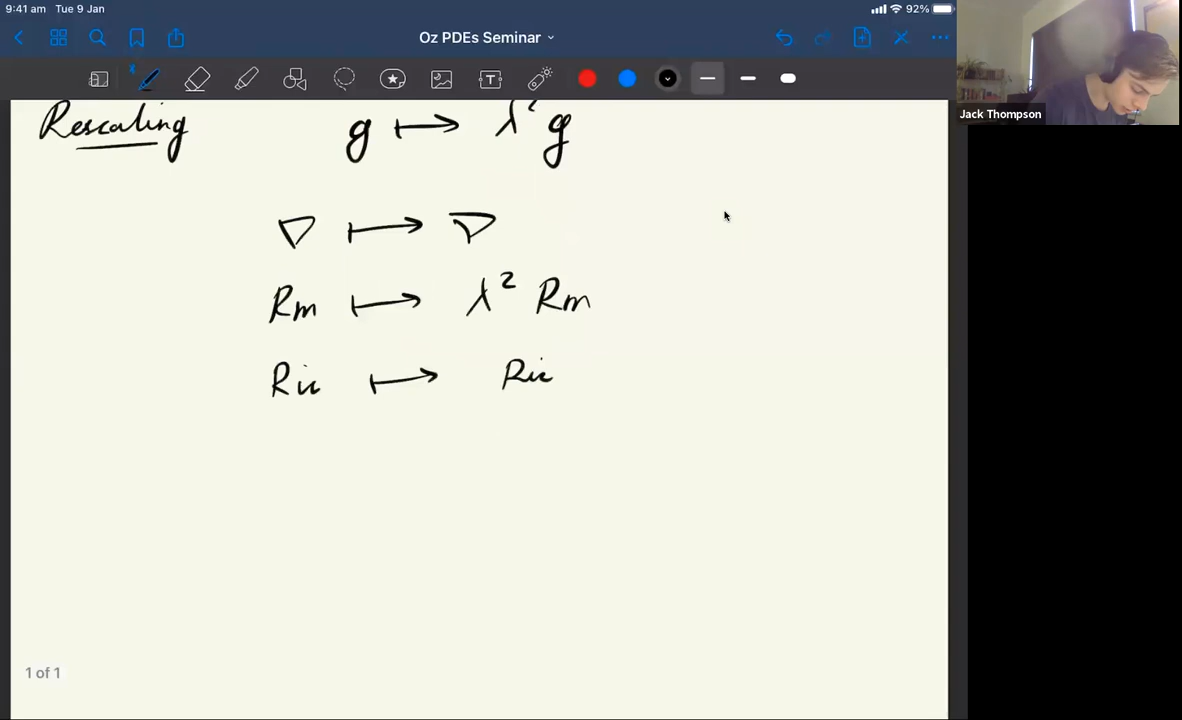 9:41 am Tue 9 Jan
92%
Oz PDEs Seminar
Jack Thompson
Rescaling g ↦ λ² g
∇ ↦ ∇
Rm ↦ λ² Rm
Ric ↦ Ric
1 of 1